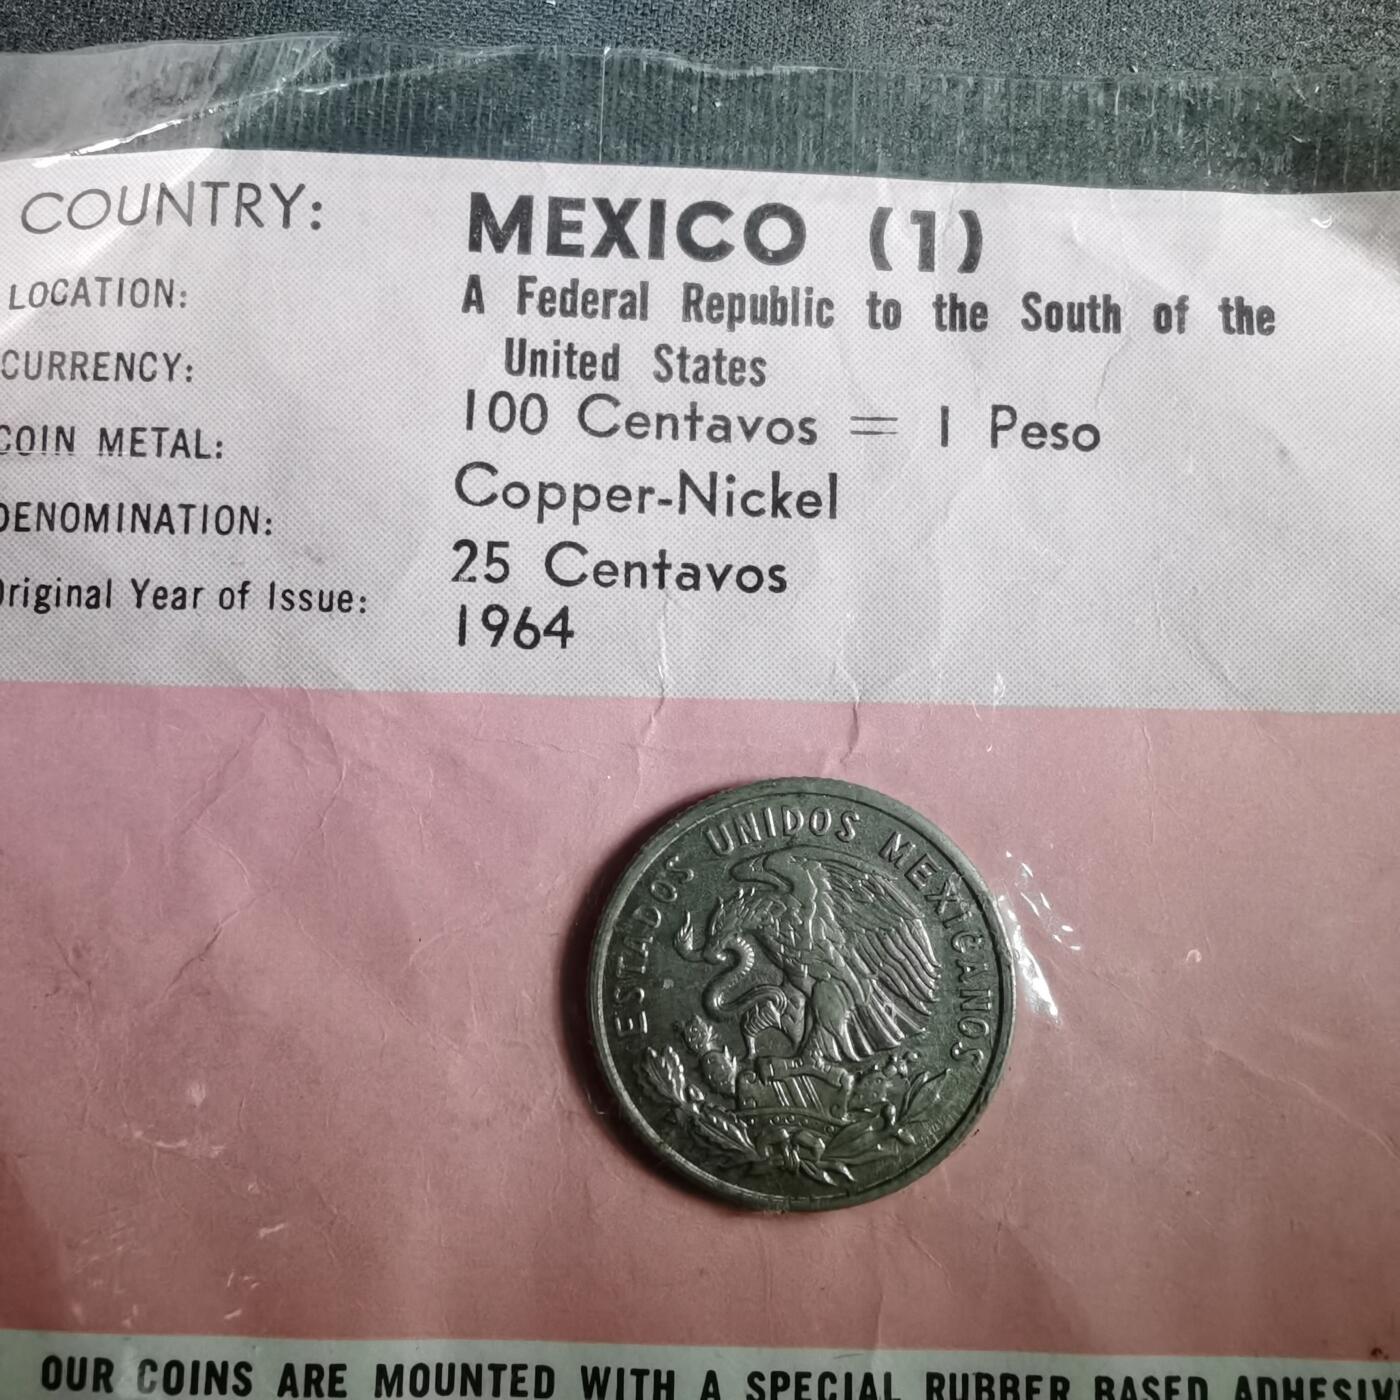 COUNTRY: MEXICO (1)
LOCATION: A Federal Republic to the South of the
United States
CURRENCY: 100 Centavos = 1 Peso
COIN METAL: Copper-Nickel
DENOMINATION: 25 Centavos
Original Year of Issue: 1964
ESTADOS UNIDOS MEXICANOS
OUR COINS ARE MOUNTED WITH A SPECIAL RUBBER BASED ADHESIV